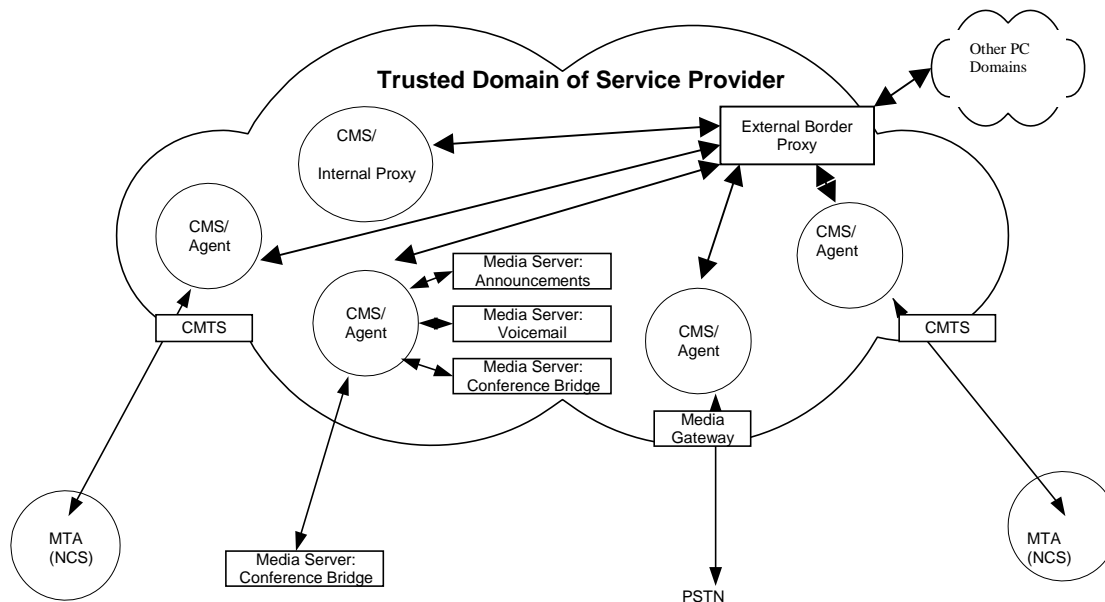 Other PC
Domains
Trusted Domain of Service Provider
External Border
Proxy
CMS/
Internal Proxy
CMS/
Agent
CMS/
Agent
Media Server:
Announcements
CMS/
Agent
Media Server:
Voicemail
Media Server:
Conference Bridge
CMS/
Agent
CMTS
CMTS
Media
Gateway
MTA
(NCS)
Media Server:
Conference Bridge
MTA
(NCS)
PSTN